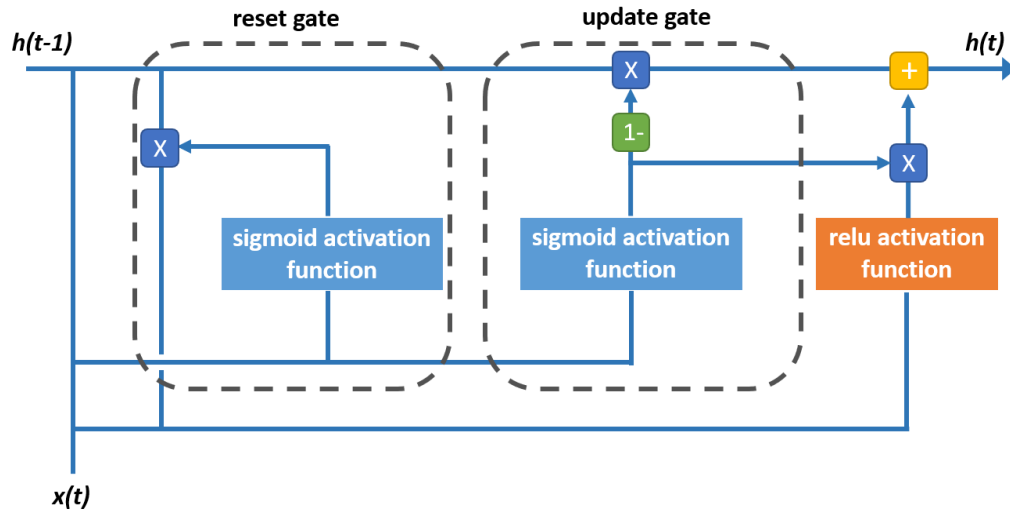 reset gate
update gate
h(t-1)
h(t)
X
+
1-
X
X
sigmoid activation
function
sigmoid activation
function
relu activation
function
x(t)